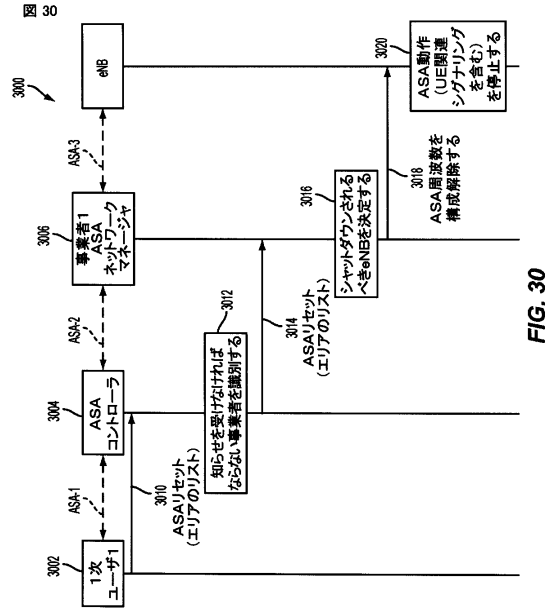 図 30
3000
3002
1次
ユーザ1
ASA-1
3004
ASA
コントローラ
ASA-2
3006
事業者1
ASA
ネットワーク
マネージャ
ASA-3
eNB
3010
ASAリセット
(エリアのリスト)
3012
知らせを受けなければ
ならない事業者を識別する
3014
ASAリセット
(エリアのリスト)
3016
シャットダウンされる
べきeNBを決定する
3018
ASA周波数を
構成解除する
3020
ASA動作
(UE関連
シグナリング
を含む)
を停止する
FIG. 30